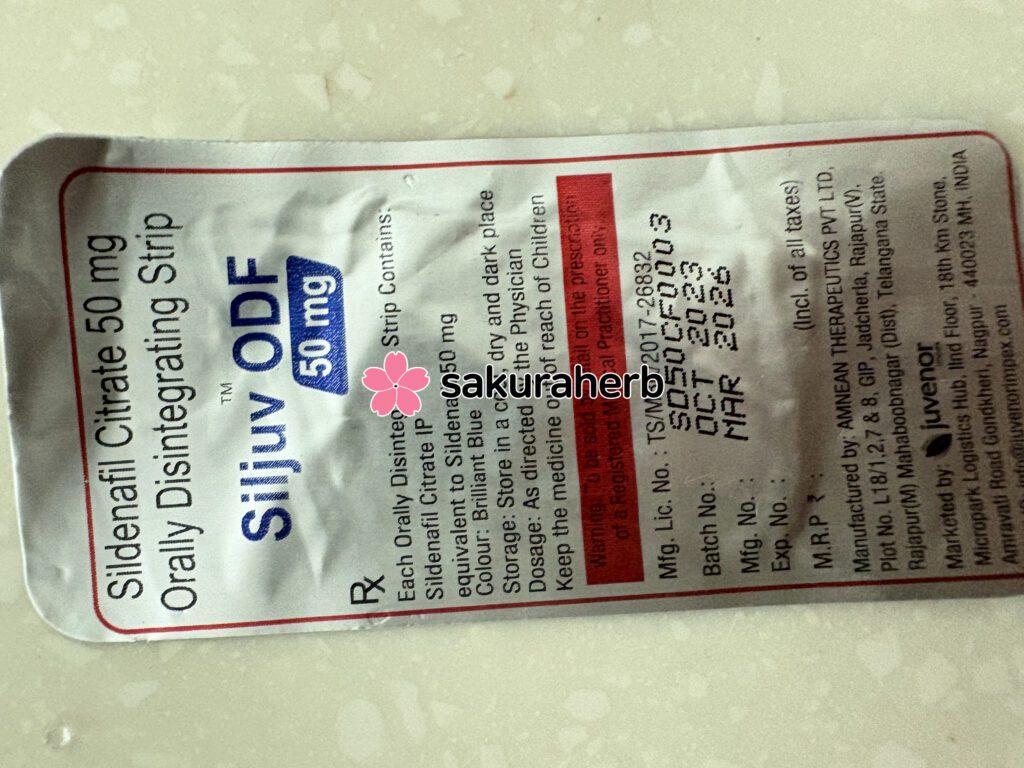 Sildenafil Citrate 50 mg
Orally Disintegrating Strip
Siljuv ODF™
50 mg
Rx
Each Orally Disinteg Strip Contains:
Sildenafil Citrate IP
equivalent to Sildena 50 mg
Colour: Brilliant Blue
Storage: Store in a dry and dark place
Dosage: As directed the Physician
Keep the medicine o of reach of Children
Warning: To be sold on the prescription
of a Registered M al Practitioner only.
Mfg. Lic. No. : TS/MN/2017-26832
Batch No.: SO50CF0003
Mfg. No. : OCT 2023
Exp. No. : MAR 2026
M.R.P ₹ : (Incl. of all taxes)
Manufactured by: AMNEAN THERAPEUTICS PVT LTD,
Plot No. L18/1,2,7 & 8, GIP, Jadcherla, Rajapur(V),
Rajapur(M) Mahaboobnagar (Dist), Telangana State.
Marketed by : juvenor 18th Km Stone,
Micropark Logistics Hub, IInd Floor,
Amravati Road Gondkheri, Nagpur - 440023 MH, INDIA
info@juvenorimpex.com
sakuraherb